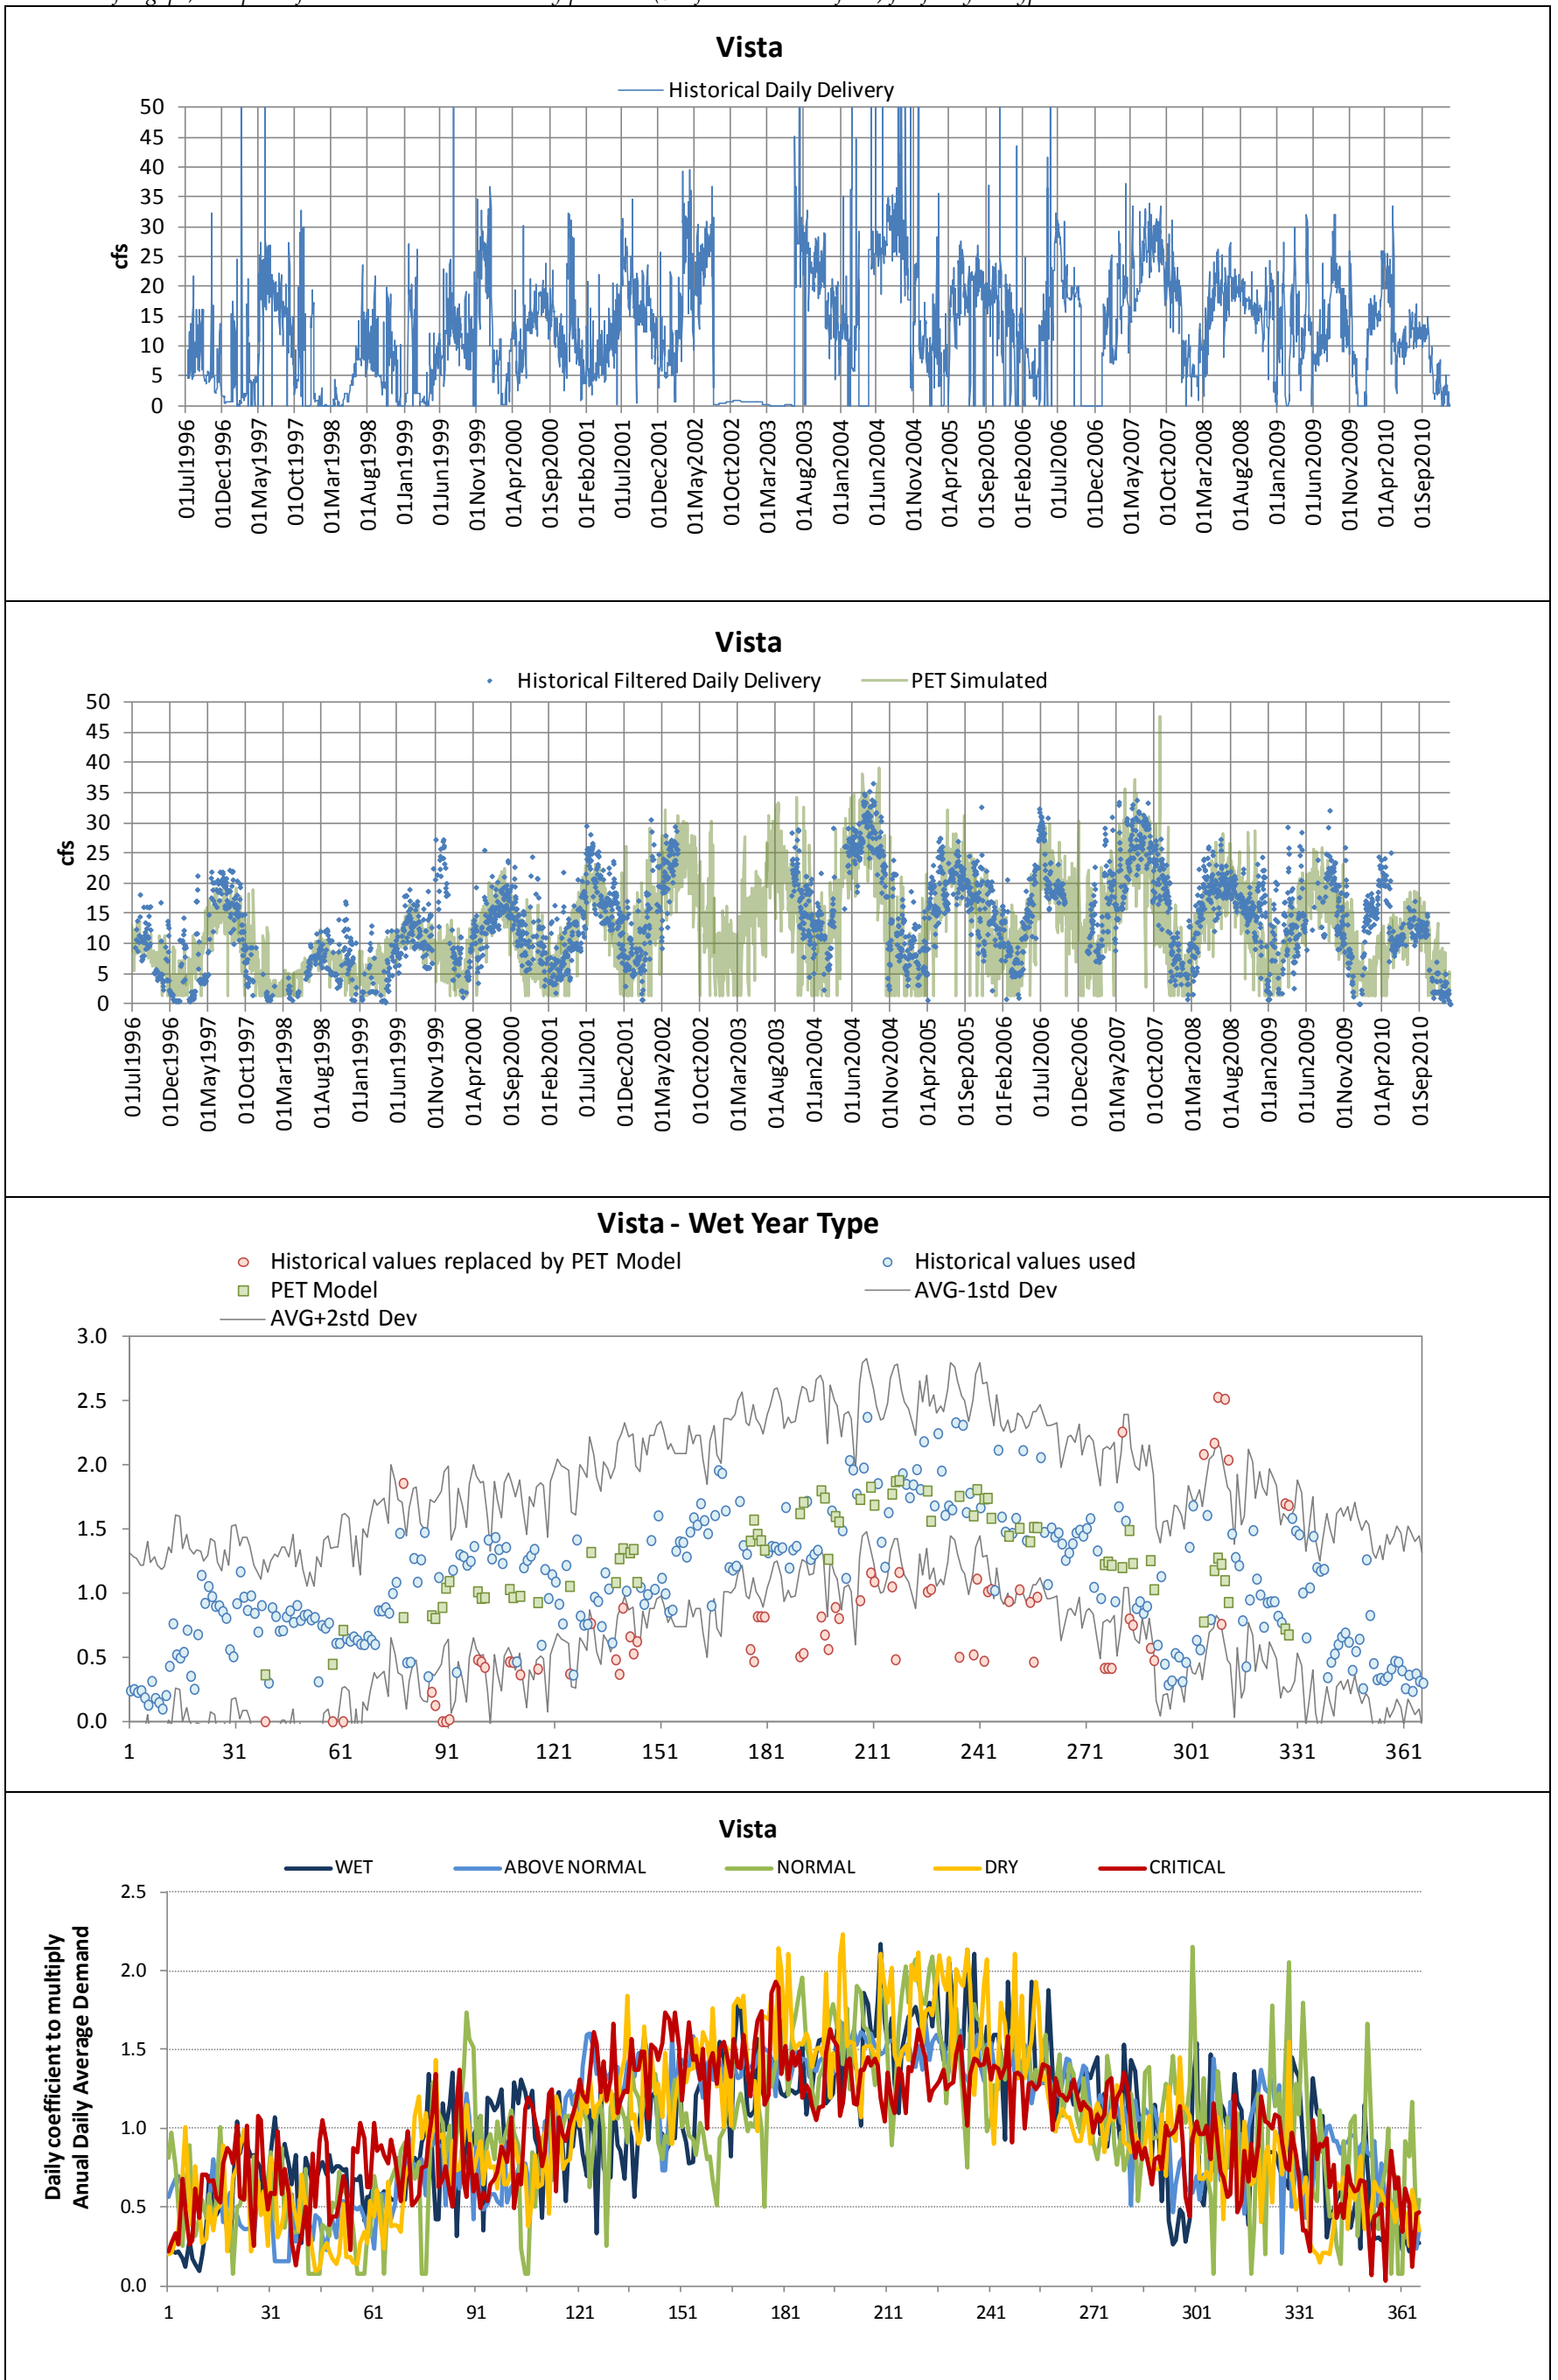 Vista
Historical Daily Delivery
50
45
40
35
30
25
20
15
10
5
0
cfs
01Jul1996
01Dec1996
01May1997
01Oct1997
01Mar1998
01Aug1998
01Jan1999
01Jun1999
01Nov1999
01Apr2000
01Sep2000
01Feb2001
01Jul2001
01Dec2001
01May2002
01Oct2002
01Mar2003
01Aug2003
01Jan2004
01Jun2004
01Nov2004
01Apr2005
01Sep2005
01Feb2006
01Jul2006
01Dec2006
01May2007
01Oct2007
01Mar2008
01Aug2008
01Jan2009
01Jun2009
01Nov2009
01Apr2010
01Sep2010
Vista
Historical Filtered Daily Delivery PET Simulated
50
45
40
35
30
25
20
15
10
5
0
cfs
01Jul1996
01Dec1996
01May1997
01Oct1997
01Mar1998
01Aug1998
01Jan1999
01Jun1999
01Nov1999
01Apr2000
01Sep2000
01Feb2001
01Jul2001
01Dec2001
01May2002
01Oct2002
01Mar2003
01Aug2003
01Jan2004
01Jun2004
01Nov2004
01Apr2005
01Sep2005
01Feb2006
01Jul2006
01Dec2006
01May2007
01Oct2007
01Mar2008
01Aug2008
01Jan2009
01Jun2009
01Nov2009
01Apr2010
01Sep2010
Vista - Wet Year Type
Historical values replaced by PET Model Historical values used
PET Model AVG-1std Dev
AVG+2std Dev
3.0
2.5
2.0
1.5
1.0
0.5
0.0
1 31 61 91 121 151 181 211 241 271 301 331 361
Vista
WET ABOVE NORMAL NORMAL DRY CRITICAL
Daily coefficient to multiply
Anual Daily Average Demand
2.5
2.0
1.5
1.0
0.5
0.0
1 31 61 91 121 151 181 211 241 271 301 331 361